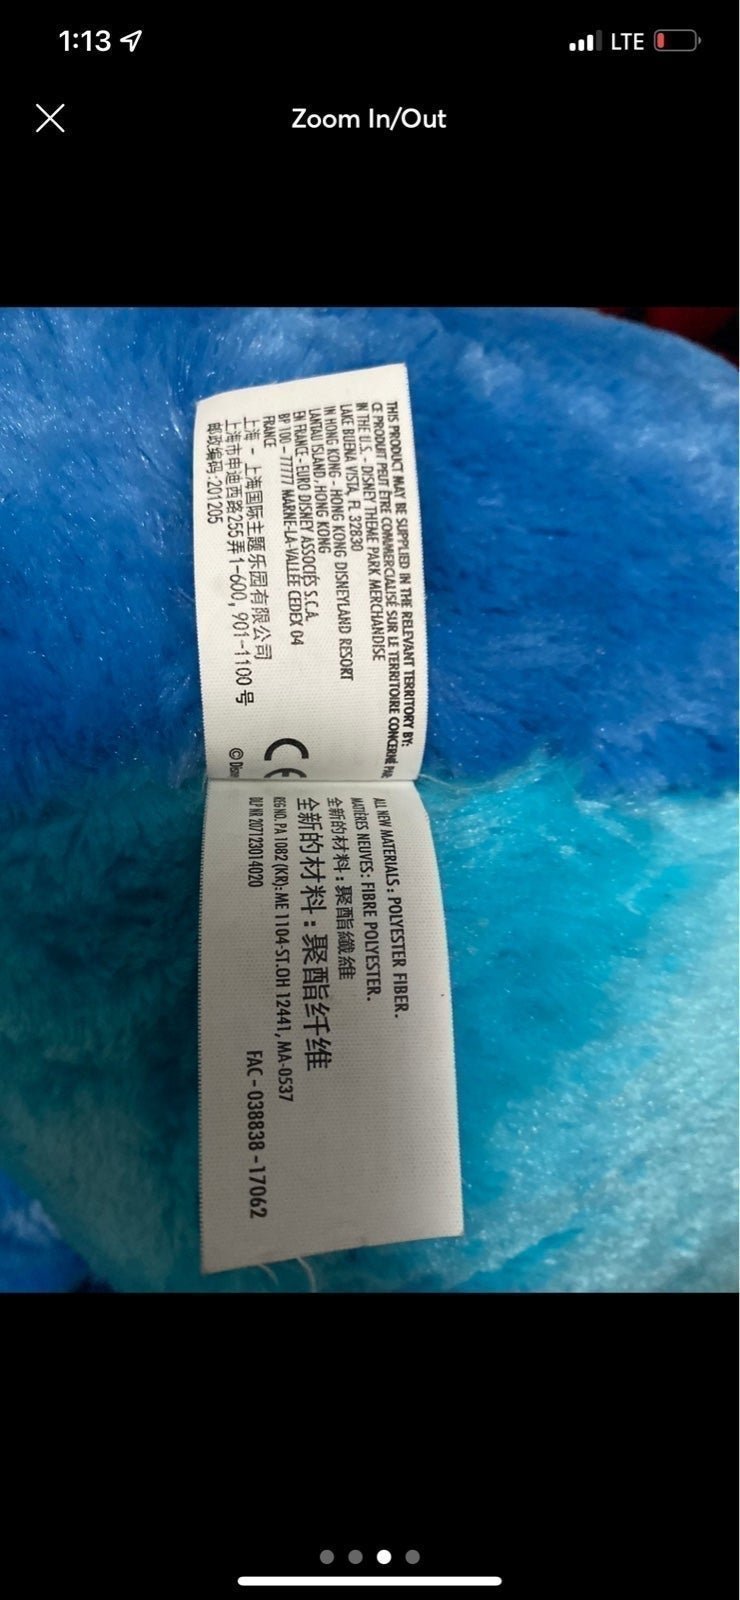 1:13
LTE
Zoom In/Out
THIS PRODUCT MAY BE SUPPLIED IN THE RELEVANT TERRITORY BY:
CE PRODUIT PEUT ÊTRE COMMERCIALISÉ SUR LE TERRITOIRE CONCERNÉ PAR
IN THE U.S. - DISNEY THEME PARK MERCHANDISE
LAKE BUENA VISTA, FL 32830
IN HONG KONG - HONG KONG DISNEYLAND RESORT
LANTAU ISLAND, HONG KONG
EN FRANCE - EURO DISNEY ASSOCIÉS S.C.A.
BP 100 - 77777 MARNE-LA-VALLÉE CEDEX 04
FRANCE
上海 - 上海国际主题乐园有限公司
上海市申迪西路255弄1-600, 901-1100 号
邮政编码:201205
CE
© Disn
ALL NEW MATERIALS: POLYESTER FIBER.
MATIÈRES NEUVES: FIBRE POLYESTER.
全新的材料:聚酯纖維
全新的材料:聚酯纤维
REG NO. PA 1082 (KR):ME 1104-ST.OH 12441, MA-0537
DLP NR 207123014020
FAC - 038838 - 17062